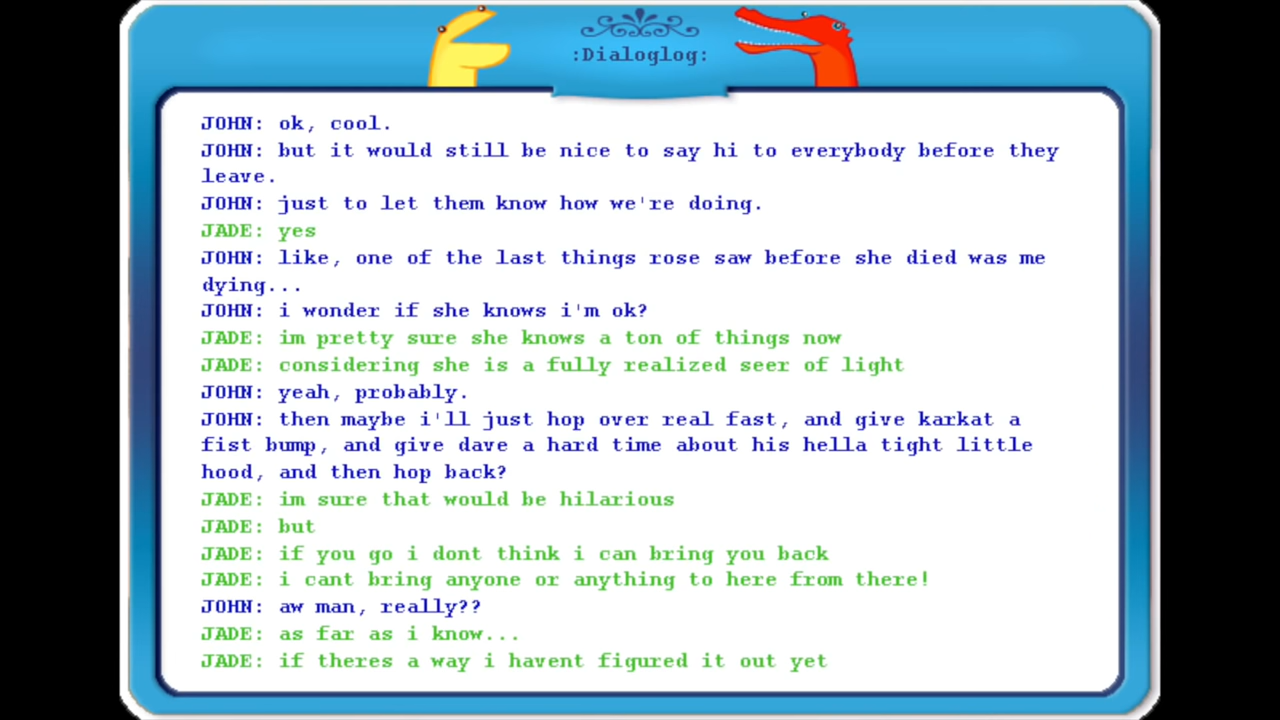 :Dialoglog:
JOHN: ok, cool.
JOHN: but it would still be nice to say hi to everybody before they
leave.
JOHN: just to let them know how we're doing.
JADE: yes
JOHN: like, one of the last things rose saw before she died was me
dying...
JOHN: i wonder if she knows i'm ok?
JADE: im pretty sure she knows a ton of things now
JADE: considering she is a fully realized seer of light
JOHN: yeah, probably.
JOHN: then maybe i'll just hop over real fast, and give karkat a
fist bump, and give dave a hard time about his hella tight little
hood, and then hop back?
JADE: im sure that would be hilarious
JADE: but
JADE: if you go i dont think i can bring you back
JADE: i cant bring anyone or anything to here from there!
JOHN: aw man, really??
JADE: as far as i know...
JADE: if theres a way i havent figured it out yet